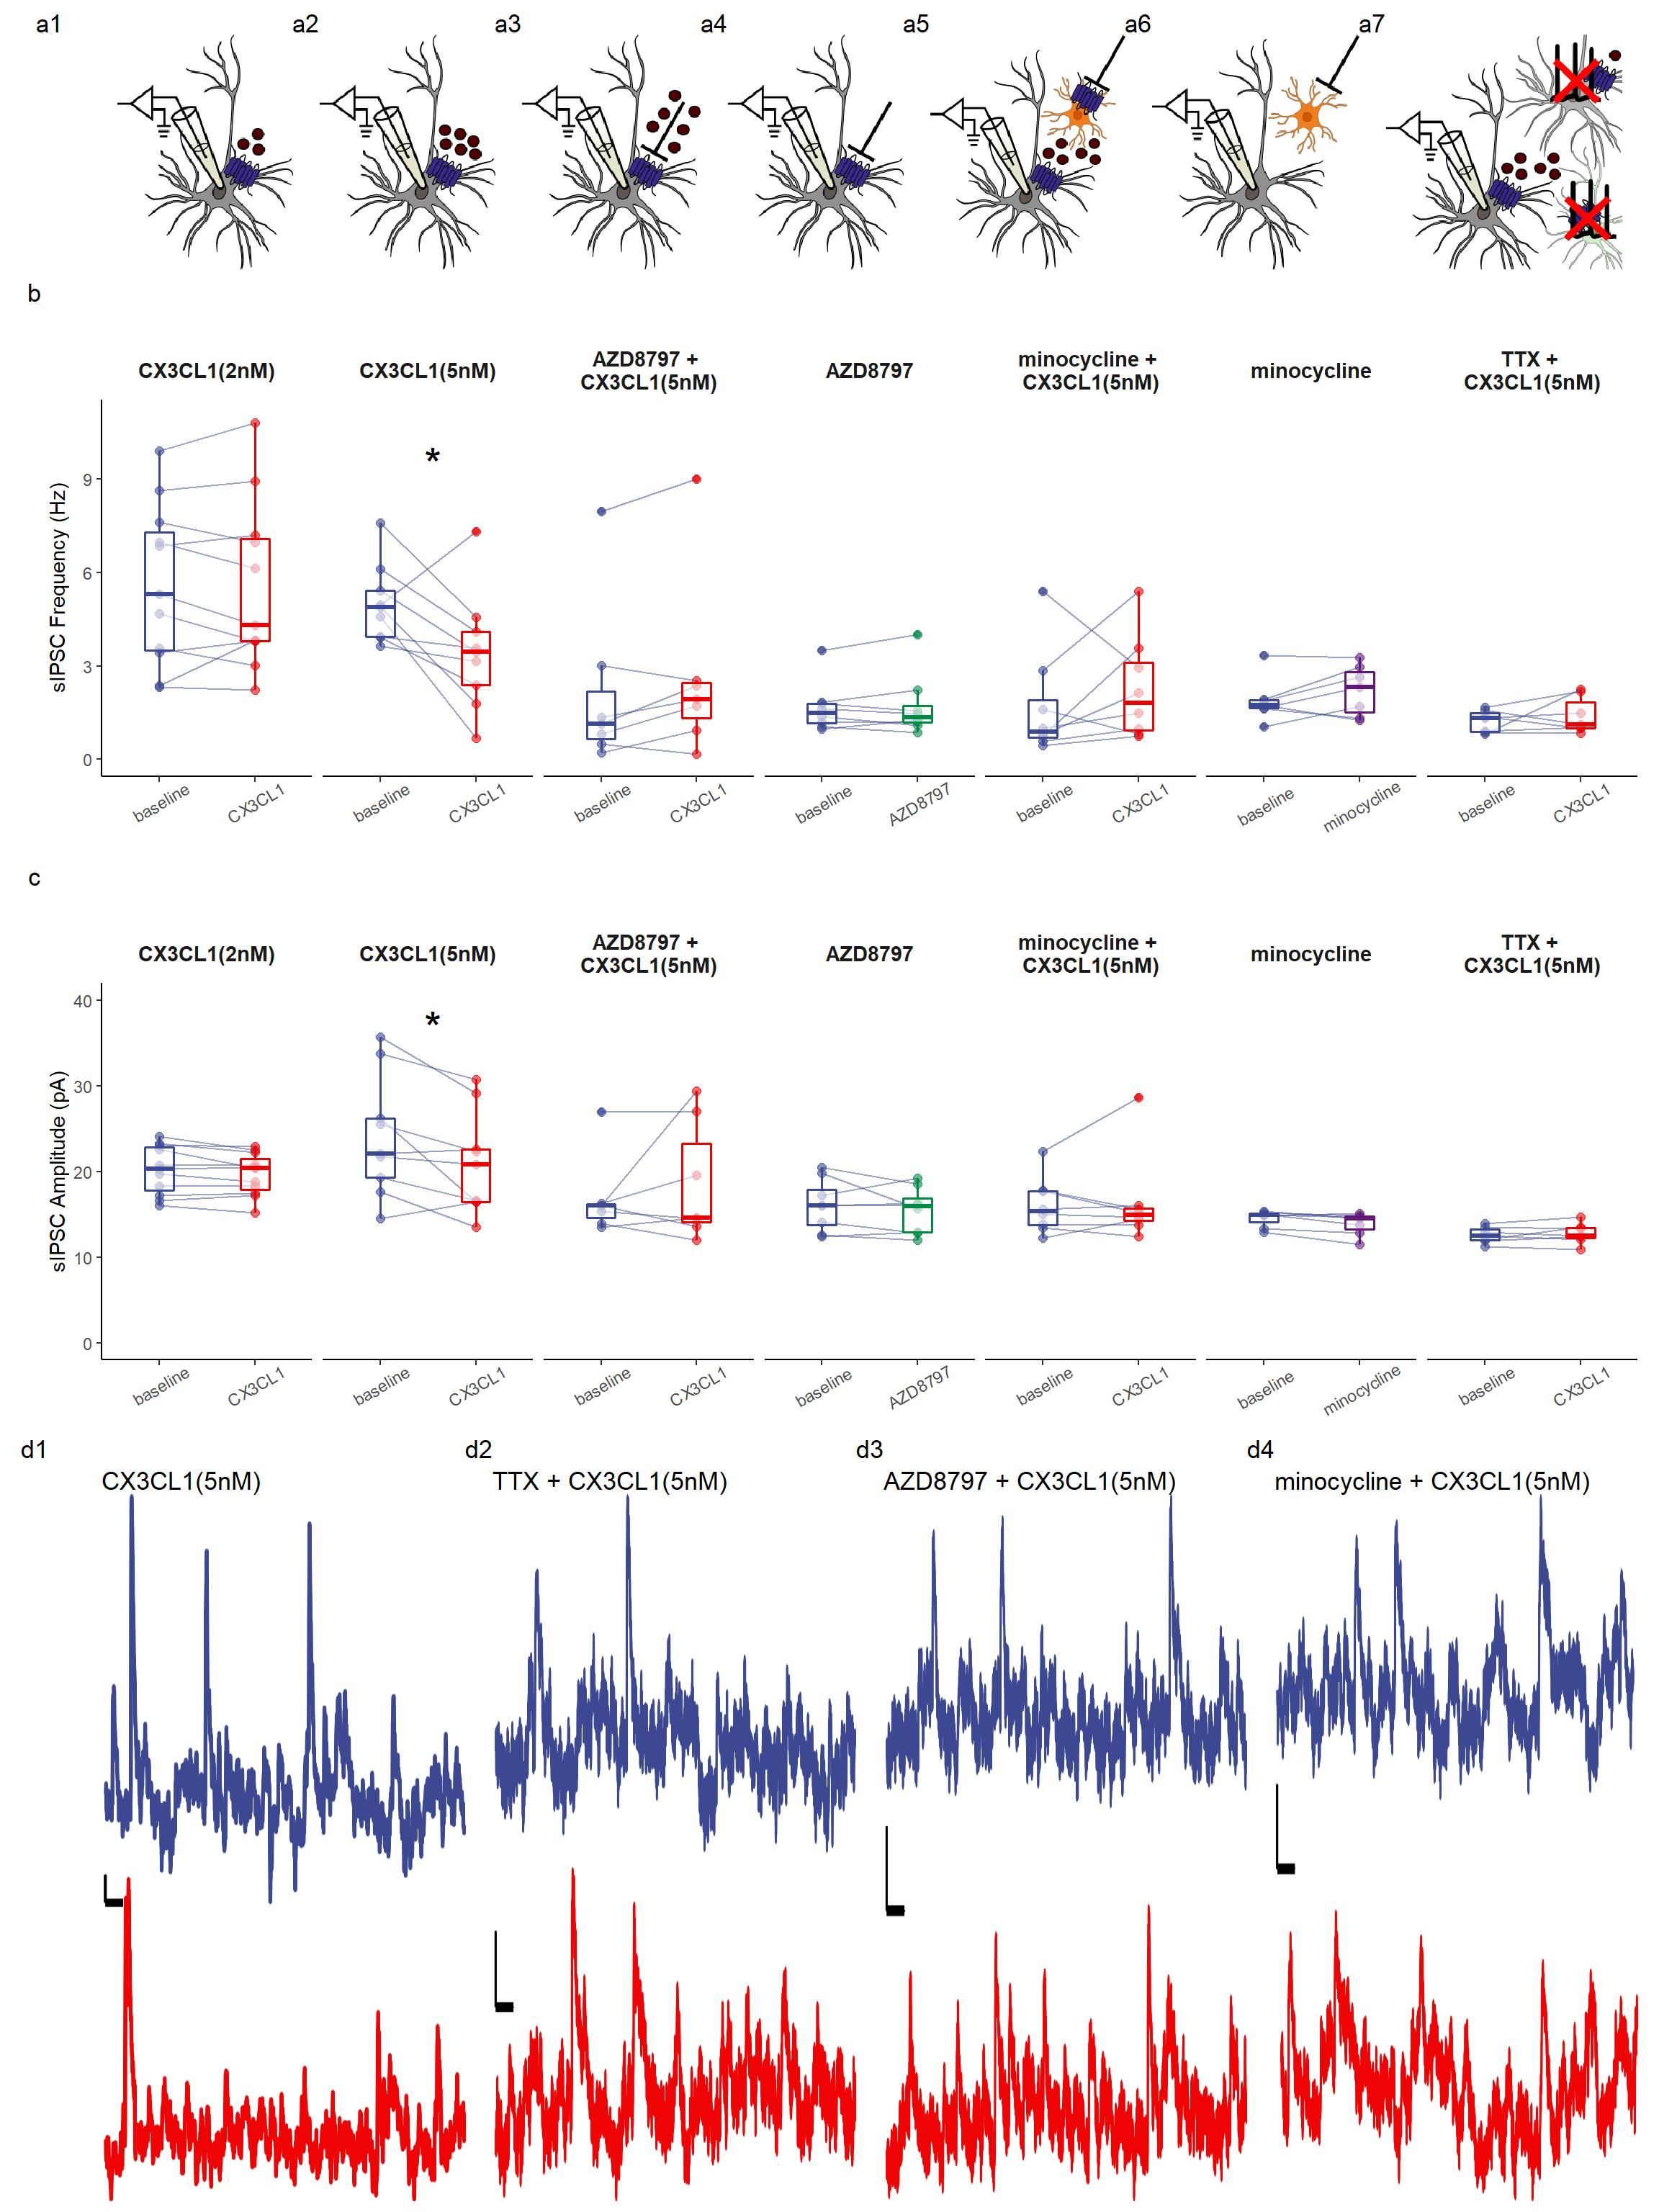 a1 a2 a3 a4 a5 a6 a7
b
CX3CL1(2nM) CX3CL1(5nM) AZD8797 + CX3CL1(5nM) AZD8797 minocycline + CX3CL1(5nM) minocycline TTX + CX3CL1(5nM)
sIPSC Frequency (Hz)
9
6
3
0
baseline CX3CL1 baseline CX3CL1 baseline CX3CL1 baseline AZD8797 baseline CX3CL1 baseline minocycline baseline CX3CL1
*
c
CX3CL1(2nM) CX3CL1(5nM) AZD8797 + CX3CL1(5nM) AZD8797 minocycline + CX3CL1(5nM) minocycline TTX + CX3CL1(5nM)
sIPSC Amplitude (pA)
40
30
20
10
0
*
baseline CX3CL1 baseline CX3CL1 baseline CX3CL1 baseline AZD8797 baseline CX3CL1 baseline minocycline baseline CX3CL1
d1 d2 d3 d4
CX3CL1(5nM) TTX + CX3CL1(5nM) AZD8797 + CX3CL1(5nM) minocycline + CX3CL1(5nM)